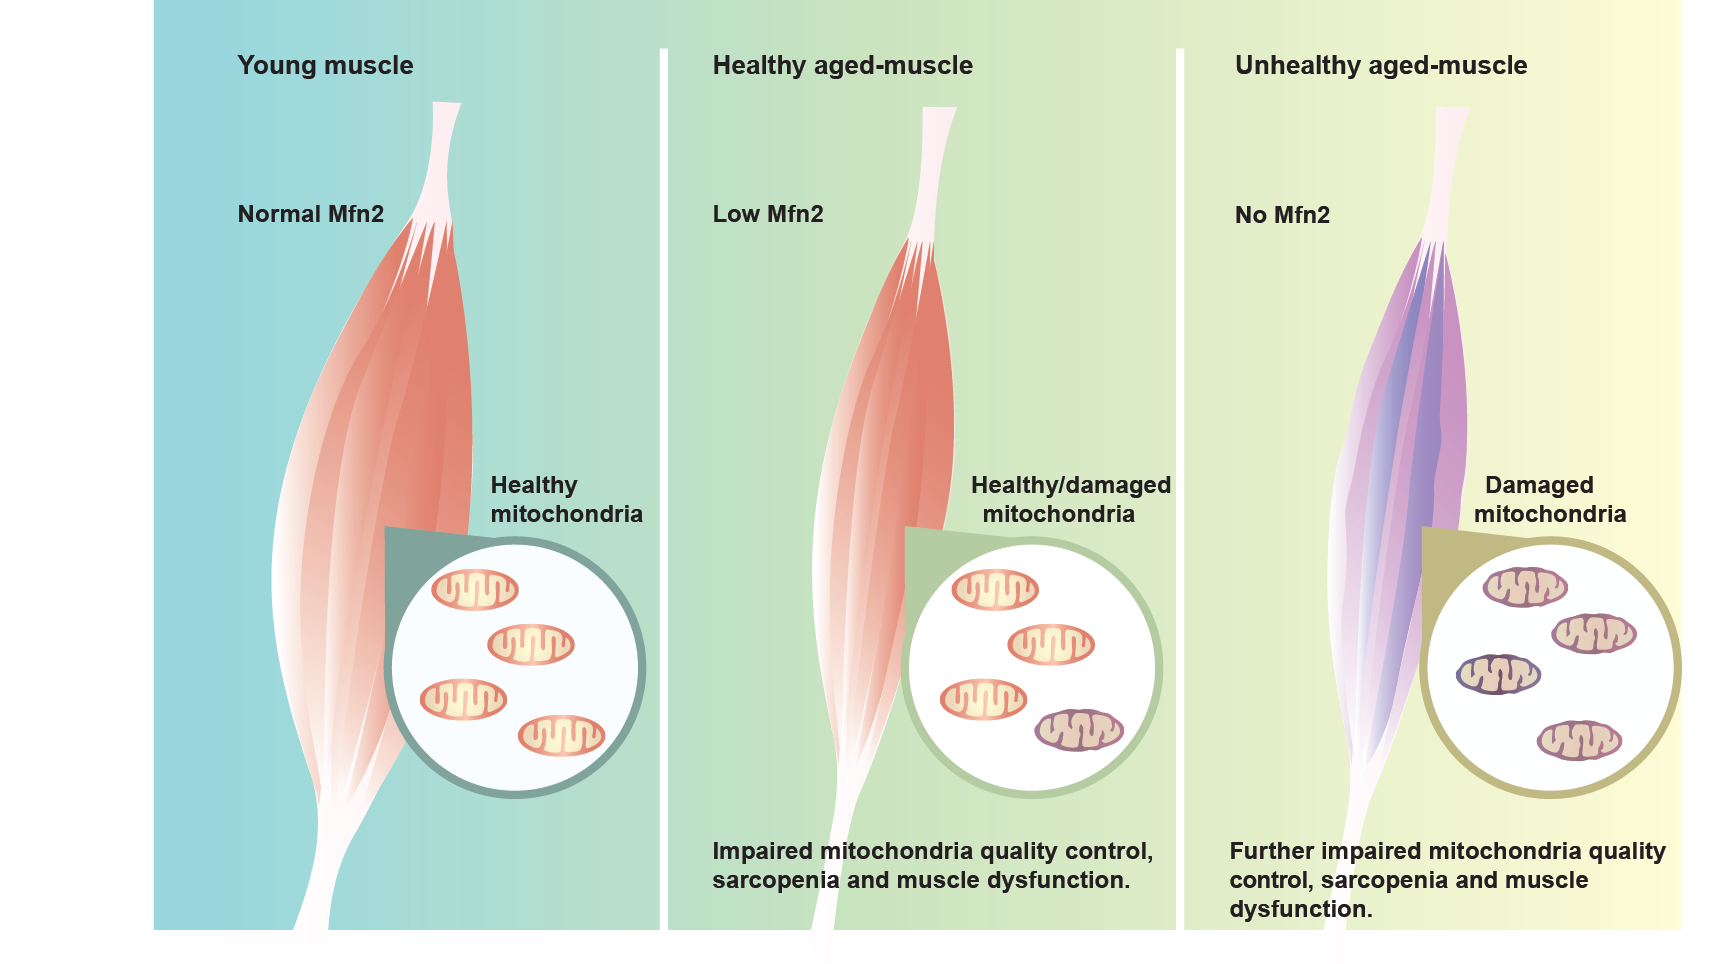 Young muscle
Normal Mfn2
Healthy
mitochondria
Healthy aged-muscle
Low Mfn2
Healthy/damaged
mitochondria
Impaired mitochondria quality control,
sarcopenia and muscle dysfunction.
Unhealthy aged-muscle
No Mfn2
Damaged
mitochondria
Further impaired mitochondria quality
control, sarcopenia and muscle
dysfunction.